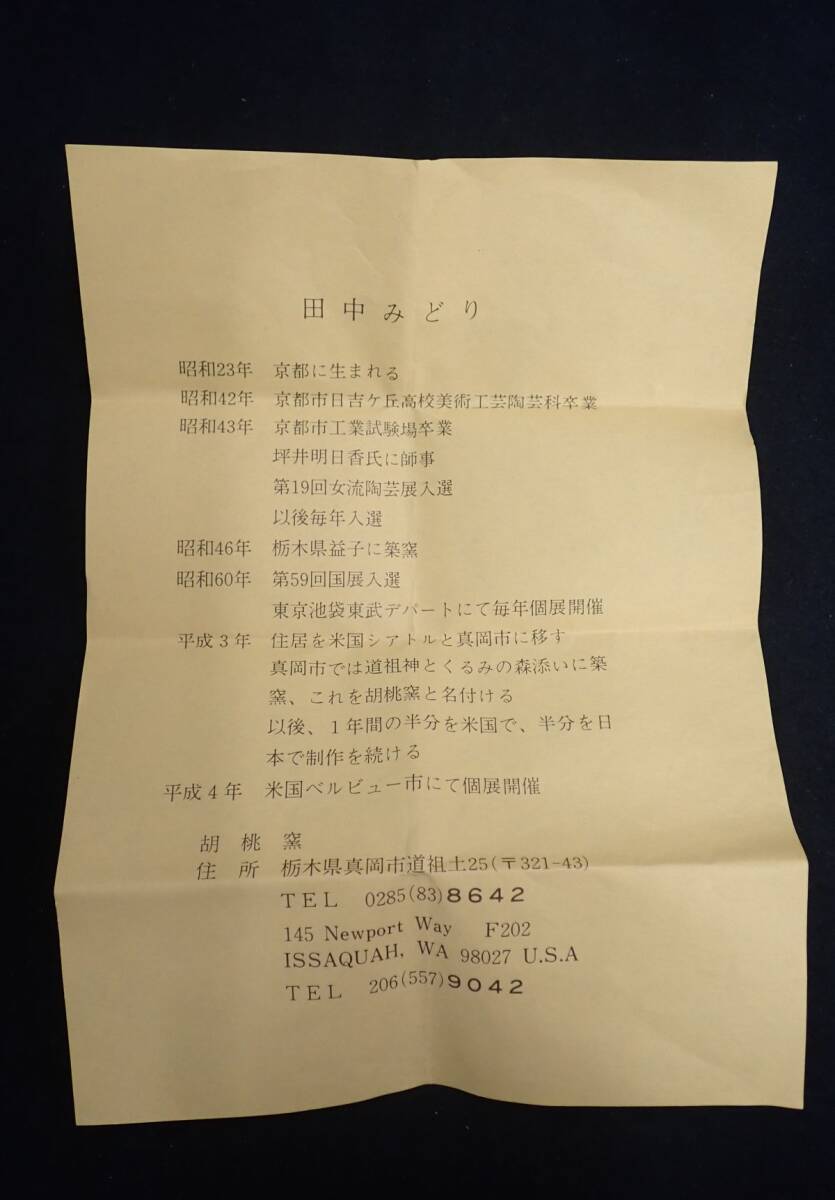 田中みどり
昭和23年 京都に生まれる
昭和42年 京都市日吉ケ丘高校美術工芸陶芸科卒業
昭和43年 京都市工業試験場卒業
坪井明日香氏に師事
第19回女流陶芸展入選
以後毎年入選
昭和46年 栃木県益子に築窯
昭和60年 第59回国展入選
東京池袋東武デパートにて毎年個展開催
平成3年 住居を米国シアトルと真岡市に移す
真岡市では道祖神とくるみの森添いに築
窯、これを胡桃窯と名付ける
以後、1年間の半分を米国で、半分を日
本で制作を続ける
平成4年 米国ベルビュー市にて個展開催
胡桃窯
住所 栃木県真岡市道祖土25(〒321-43)
TEL 0285(83)8642
145 Newport Way F202
ISSAQUAH, WA 98027 U.S.A
TEL 206(557)9042